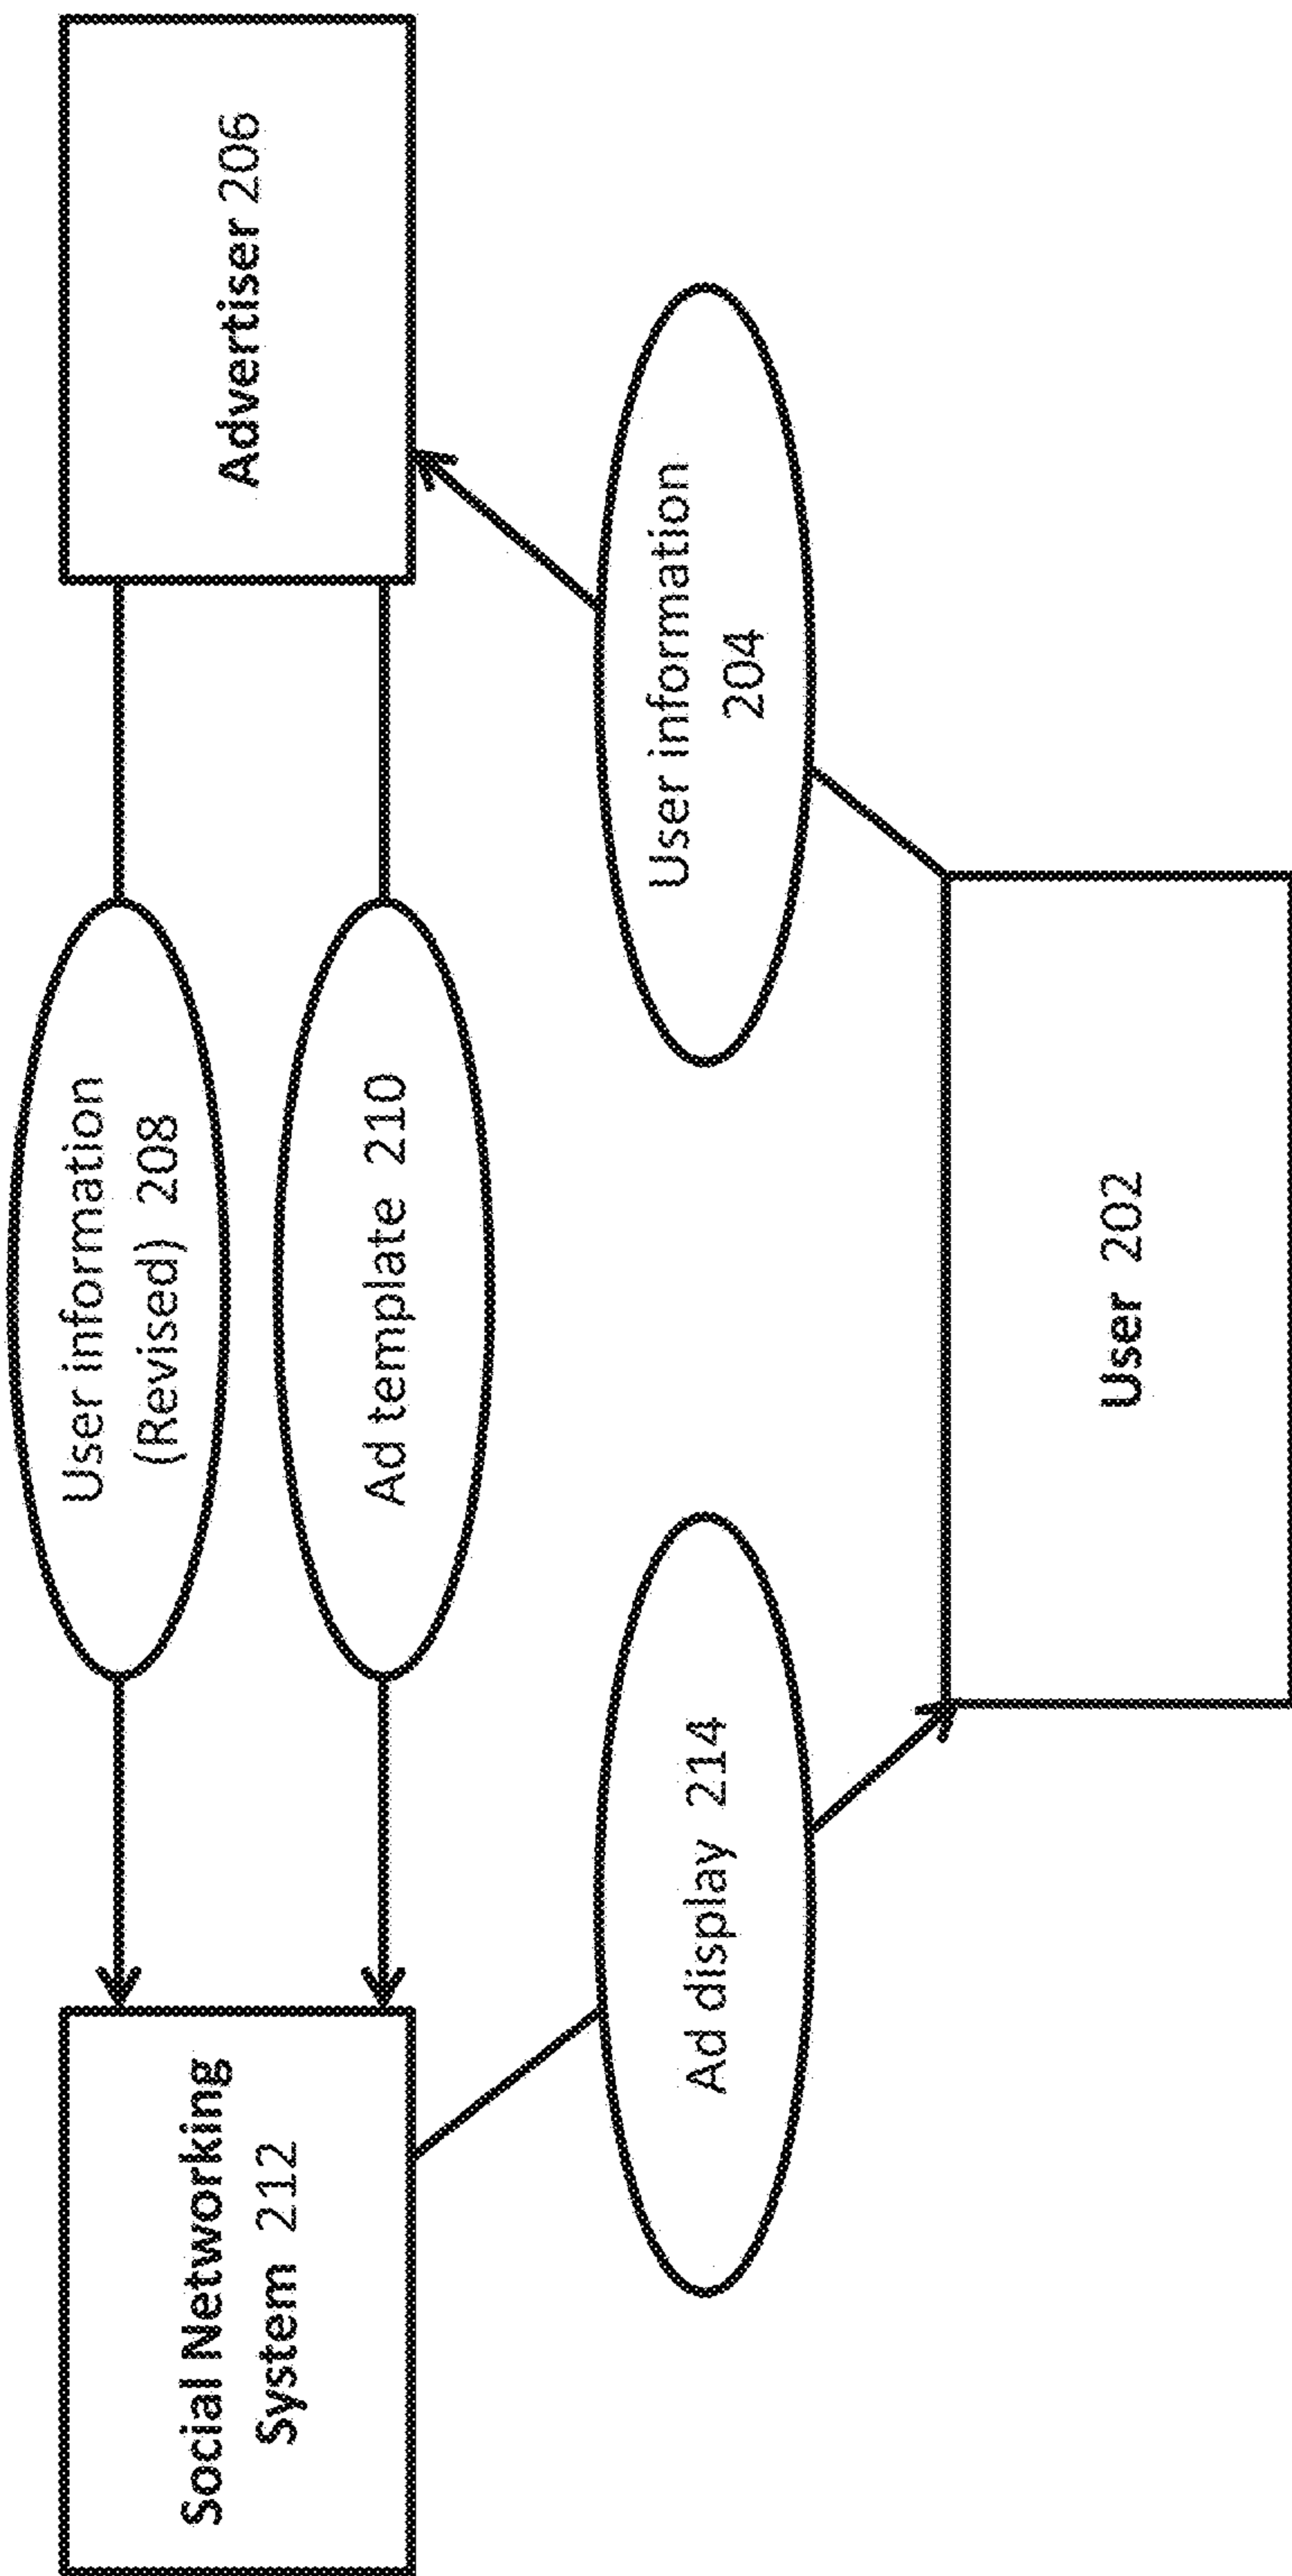 Social Networking
System 212
User information
(Revised) 208
Ad template 210
Advertiser 206
Ad display 214
User information
204
User 202